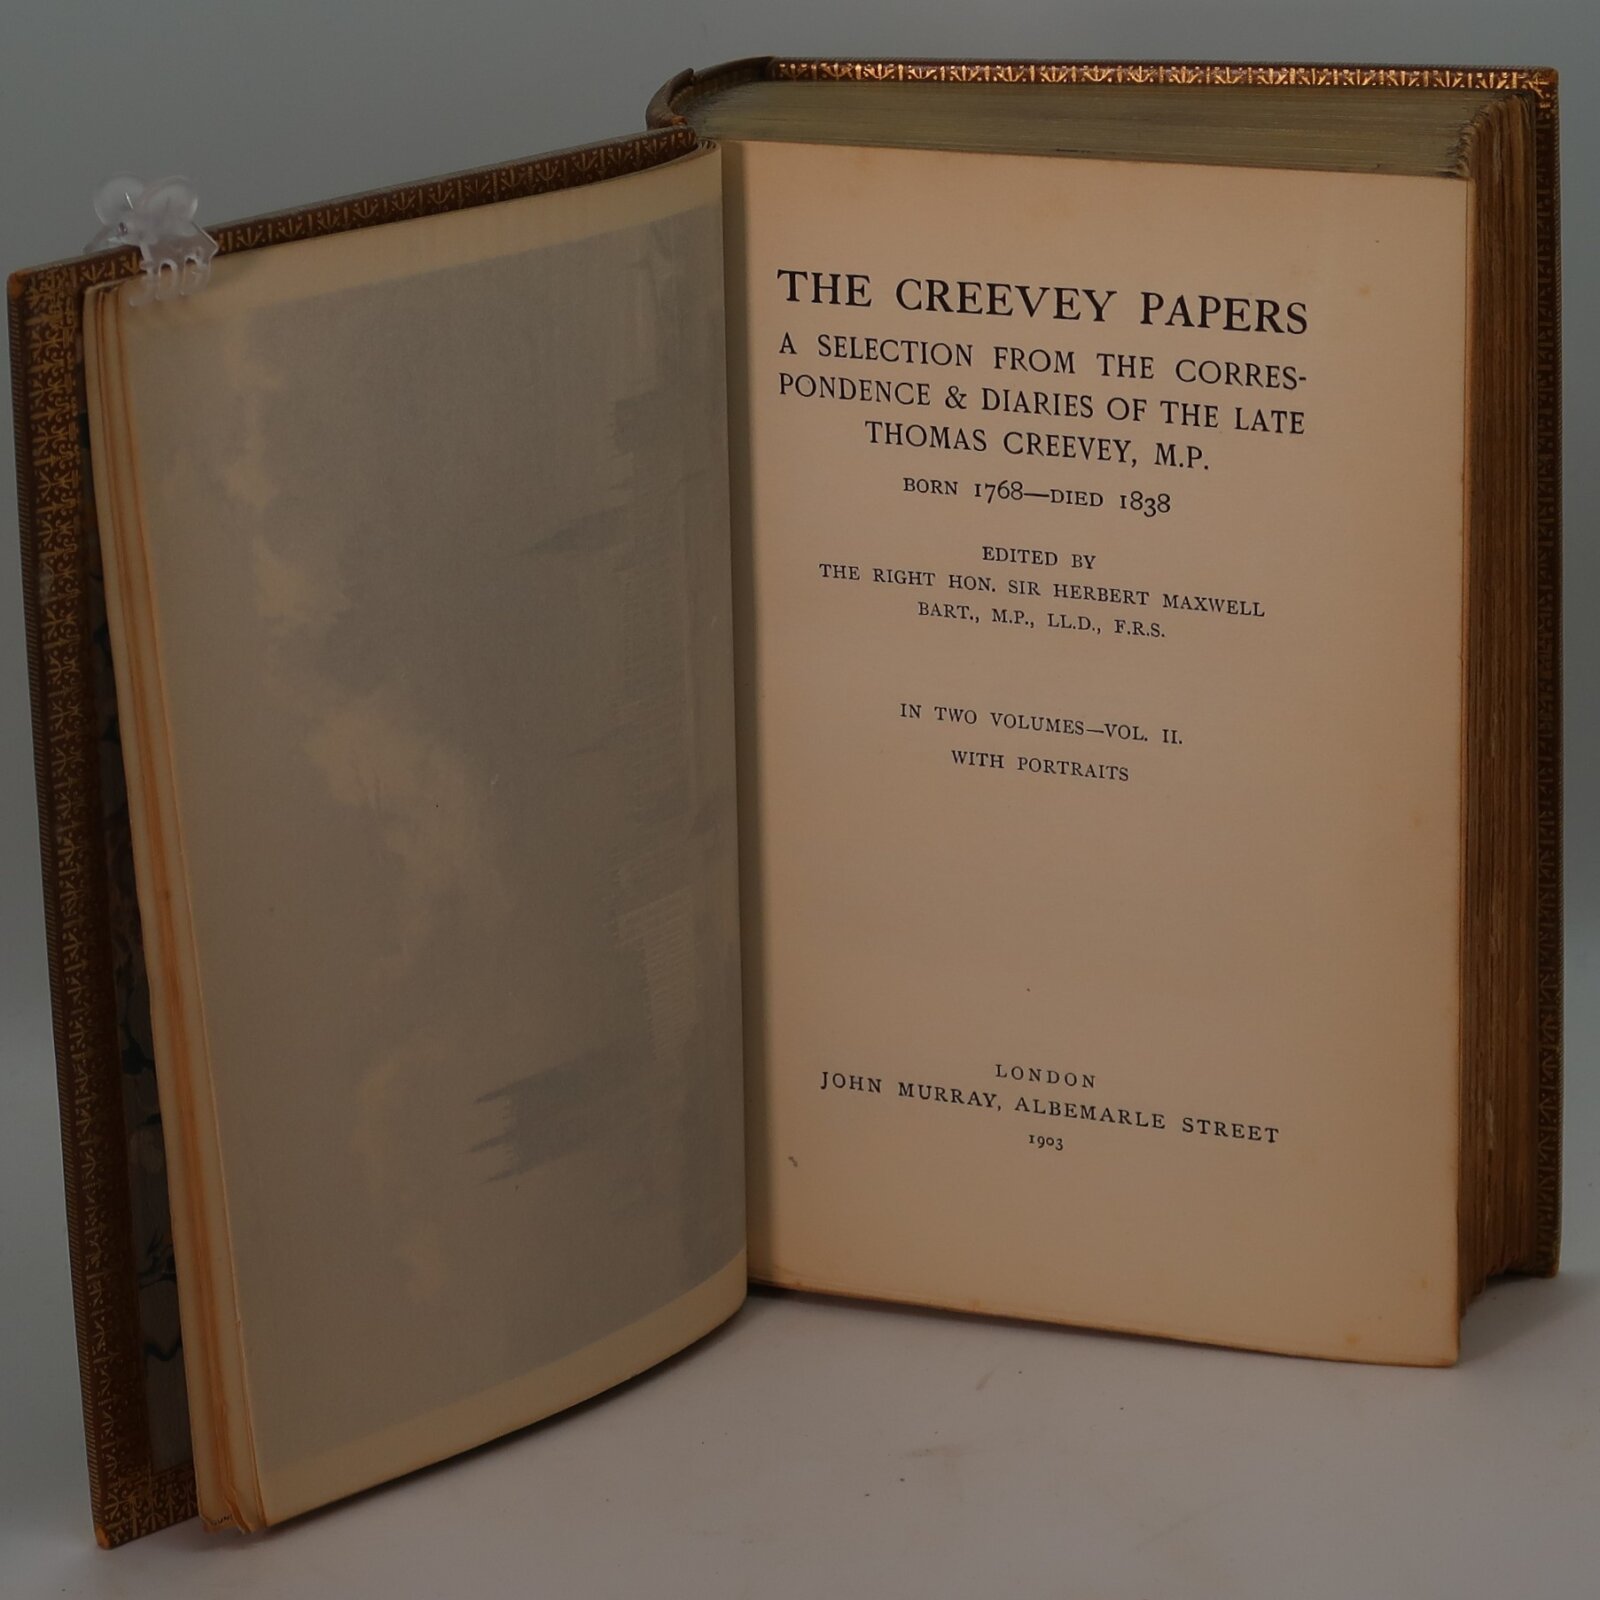 THE CREEVEY PAPERS
A SELECTION FROM THE CORRES-
PONDENCE & DIARIES OF THE LATE
THOMAS CREEVEY, M.P.
BORN 1768—DIED 1838
EDITED BY
THE RIGHT HON. SIR HERBERT MAXWELL
BART., M.P., LL.D., F.R.S.
IN TWO VOLUMES—VOL. II.
WITH PORTRAITS
LONDON
JOHN MURRAY, ALBEMARLE STREET
1903